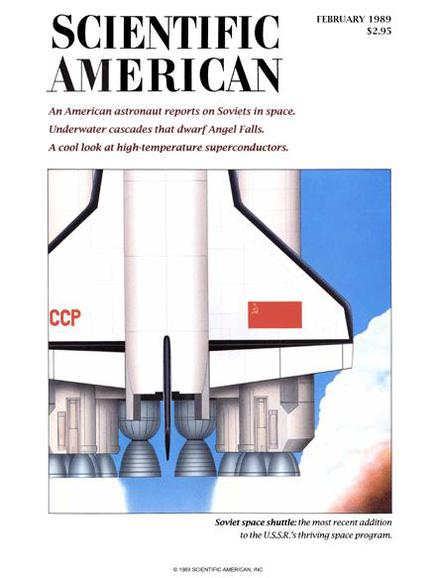 SCIENTIFIC
AMERICAN
FEBRUARY 1989
$2.95
An American astronaut reports on Soviets in space.
Underwater cascades that dwarf Angel Falls.
A cool look at high-temperature superconductors.
CCP
Soviet space shuttle: the most recent addition
to the U.S.S.R.'s thriving space program.
© 1989 SCIENTIFIC AMERICAN, INC